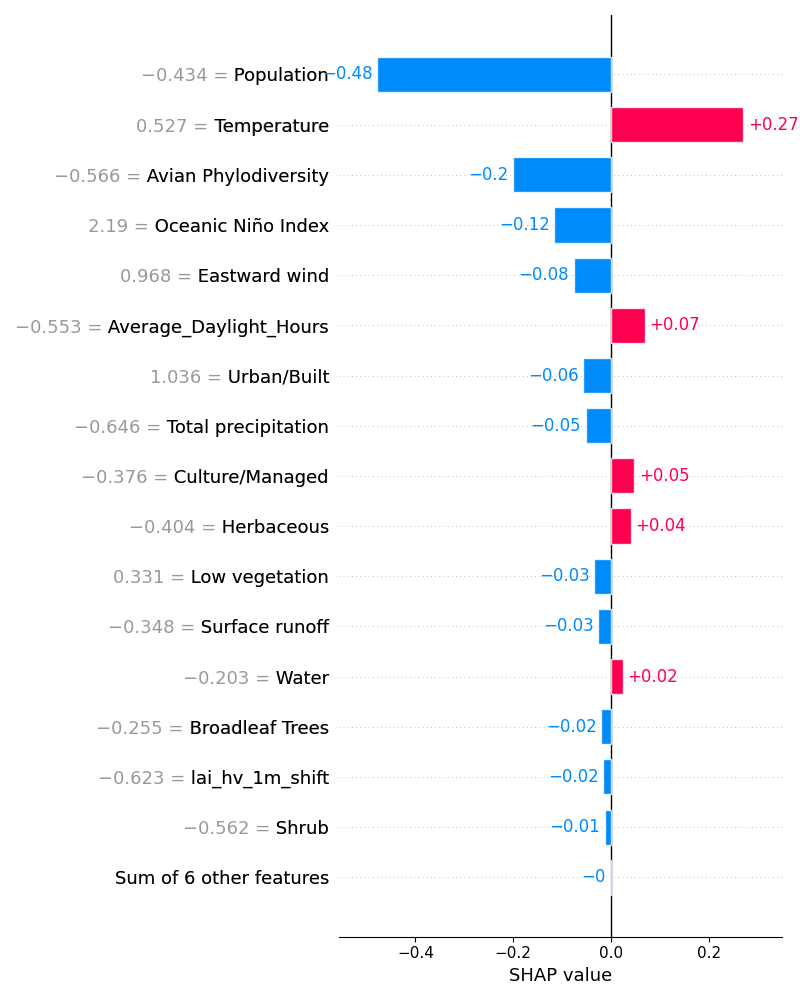 −0.434 = Population −0.48
0.527 = Temperature +0.27
−0.566 = Avian Phylodiversity −0.2
2.19 = Oceanic Niño Index −0.12
0.968 = Eastward wind −0.08
−0.553 = Average_Daylight_Hours +0.07
1.036 = Urban/Built −0.06
−0.646 = Total precipitation −0.05
−0.376 = Culture/Managed +0.05
−0.404 = Herbaceous +0.04
0.331 = Low vegetation −0.03
−0.348 = Surface runoff −0.03
−0.203 = Water +0.02
−0.255 = Broadleaf Trees −0.02
−0.623 = lai_hv_1m_shift −0.02
−0.562 = Shrub −0.01
Sum of 6 other features −0
−0.4 −0.2 0.0 0.2
SHAP value